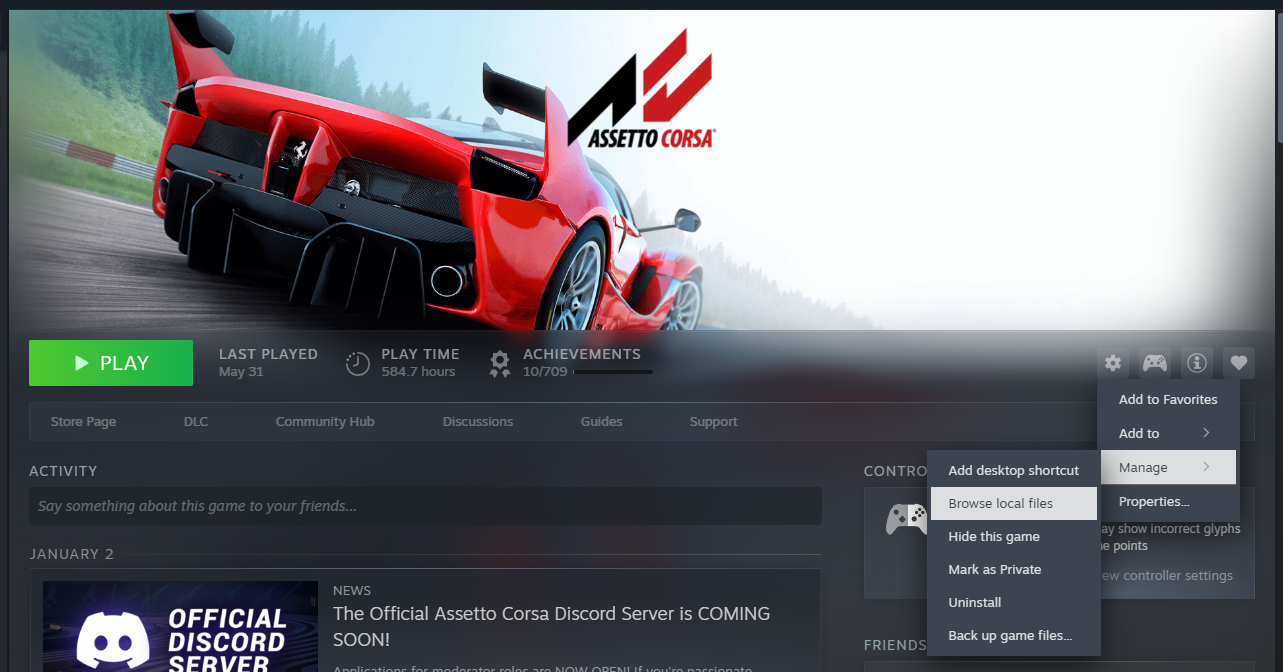 ASSETTO CORSA
PLAY
LAST PLAYED
May 31
PLAY TIME
584.7 hours
ACHIEVEMENTS
10/709
Store Page
DLC
Community Hub
Discussions
Guides
Support
Add to Favorites
Add to
Manage
Properties...
Add desktop shortcut
Browse local files
Hide this game
Mark as Private
Uninstall
Back up game files...
ACTIVITY
Say something about this game to your friends...
JANUARY 2
OFFICIAL
DISCORD
SERVER
NEWS
The Official Assetto Corsa Discord Server is COMING
SOON!
Applications for moderator roles are NOW OPEN! If you're passionate
CONTRO
ay show incorrect glyphs
e points
ew controller settings
FRIENDS